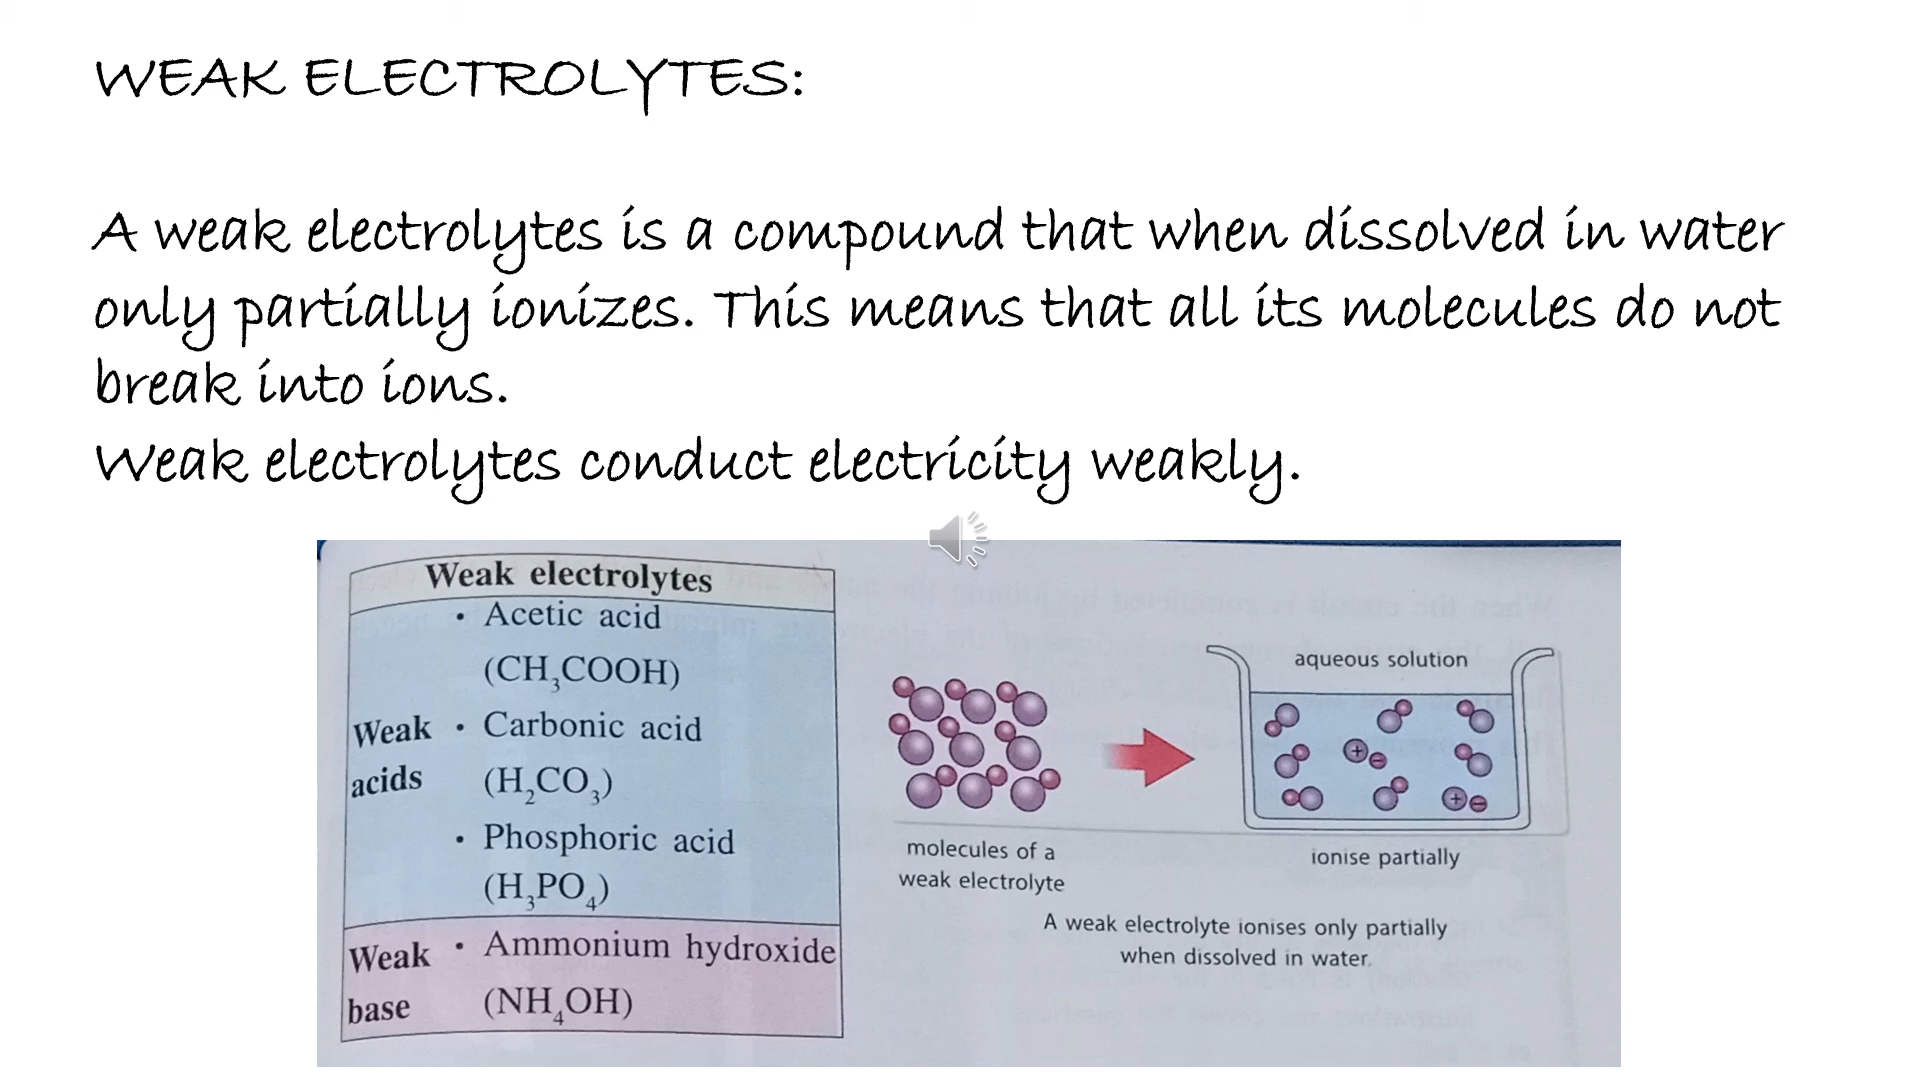 WEAK ELECTROLYTES:
A weak electrolytes is a compound that when dissolved in water
only partially ionizes. This means that all its molecules do not
break into ions.
Weak electrolytes conduct electricity weakly.
Weak electrolytes
Weak acids
• Acetic acid
(CH₃COOH)
• Carbonic acid
(H₂CO₃)
• Phosphoric acid
(H₃PO₄)
Weak base
• Ammonium hydroxide
(NH₄OH)
molecules of a
weak electrolyte
aqueous solution
+ −
+ −
ionise partially
A weak electrolyte ionises only partially
when dissolved in water.